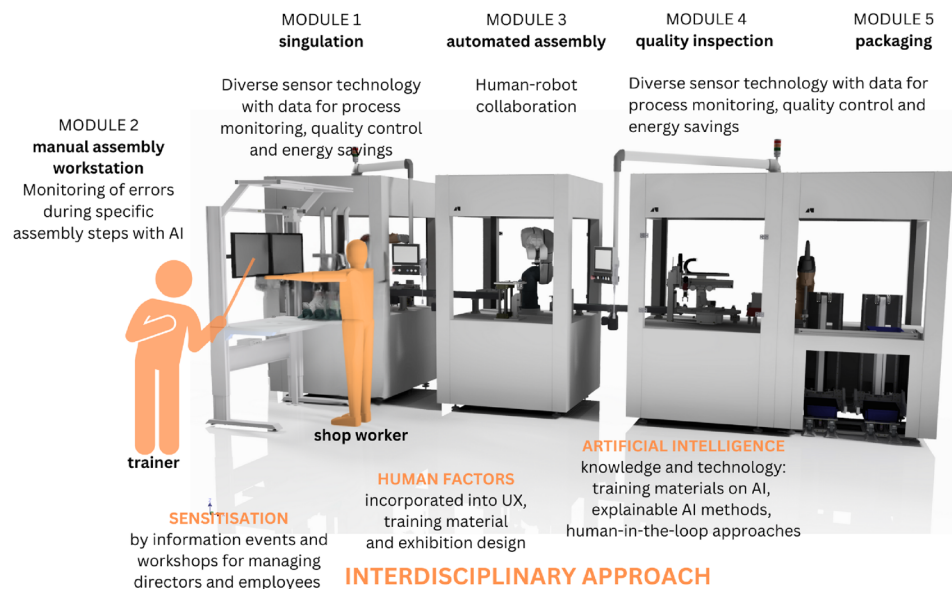 MODULE 1
singulation
Diverse sensor technology
with data for process
monitoring, quality control
and energy savings
MODULE 3
automated assembly
Human-robot
collaboration
MODULE 4
quality inspection
MODULE 5
packaging
Diverse sensor technology with data for
process monitoring, quality control and
energy savings
MODULE 2
manual assembly
workstation
Monitoring of errors
during specific
assembly steps with AI
trainer
shop worker
SENSITISATION
by information events and
workshops for managing
directors and employees
HUMAN FACTORS
incorporated into UX,
training material
and exhibition design
ARTIFICIAL INTELLIGENCE
knowledge and technology:
training materials on AI,
explainable AI methods,
human-in-the-loop approaches
INTERDISCIPLINARY APPROACH